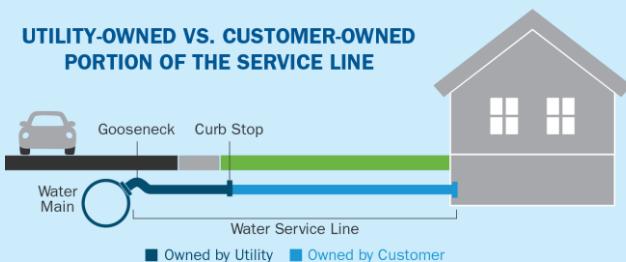 UTILITY-OWNED VS. CUSTOMER-OWNED
PORTION OF THE SERVICE LINE
Gooseneck
Curb Stop
Water
Main
Water Service Line
Owned by Utility
Owned by Customer